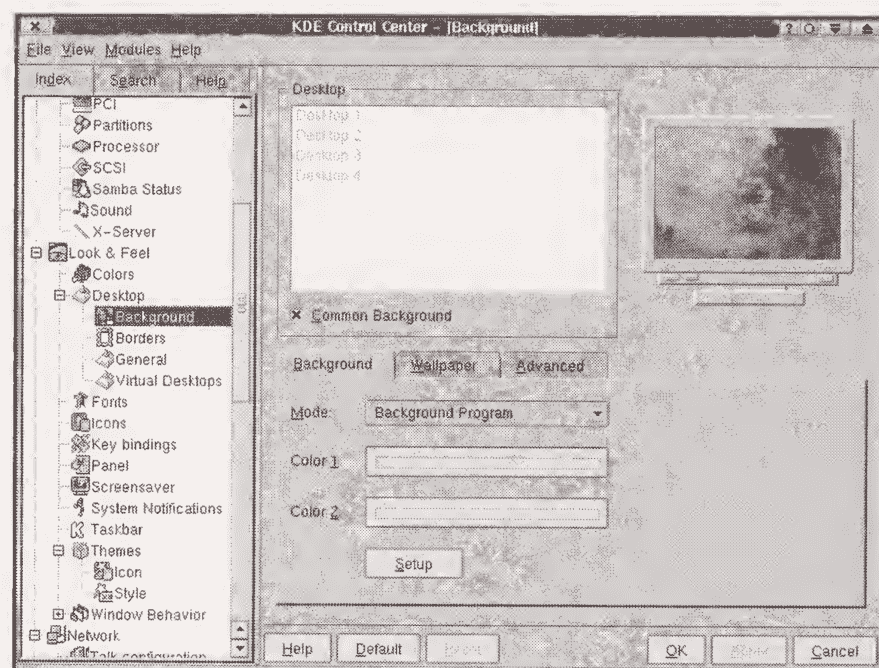 KDE Control Center - [Background]
File View Modules Help
Index Search Help
PCI
Partitions
Processor
SCSI
Samba Status
Sound
X-Server
Look & Feel
Colors
Desktop
Background
Borders
General
Virtual Desktops
Fonts
Icons
Key bindings
Panel
Screensaver
System Notifications
Taskbar
Themes
Icon
Style
Window Behavior
Network
Talk configuration
Desktop
Desktop 1
Desktop 2
Desktop 3
Desktop 4
Common Background
Background Wallpaper Advanced
Mode: Background Program
Color 1
Color 2
Setup
Help Default OK Cancel